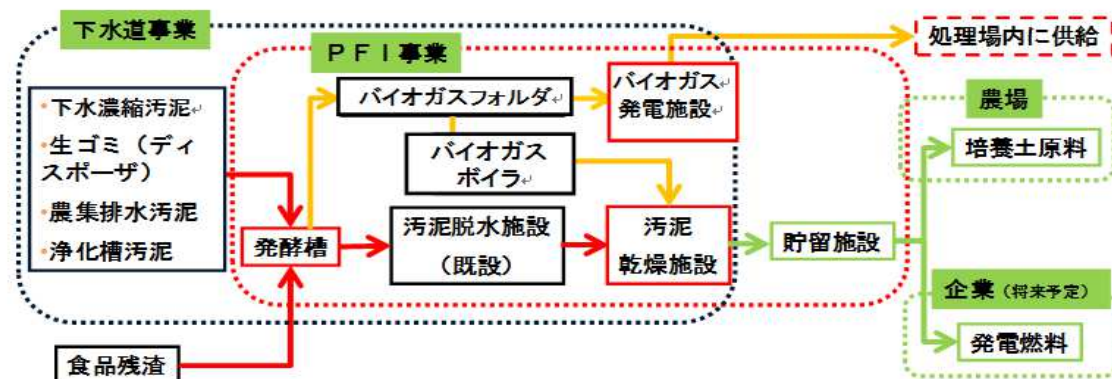 下水道事業
PFI事業
処理場内に供給
・下水濃縮汚泥
・生ゴミ（ディ
スポーザ）
・農集排水汚泥
・浄化槽汚泥
バイオガスフォルダ
バイオガス
発電施設
バイオガス
ボイラ
農場
培養土原料
発酵槽
汚泥脱水施設
（既設）
汚泥
乾燥施設
貯留施設
企業（将来予定）
発電燃料
食品残渣